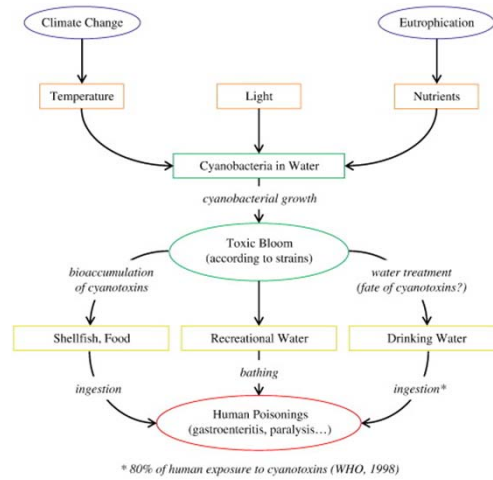 Climate Change
Eutrophication
Temperature
Light
Nutrients
Cyanobacteria in Water
cyanobacterial growth
Toxic Bloom
(according to strains)
bioaccumulation
of cyanotoxins
water treatment
(fate of cyanotoxins?)
Shellfish, Food
Recreational Water
Drinking Water
ingestion
bathing
ingestion*
Human Poisonings
(gastroenteritis, paralysis…)
* 80% of human exposure to cyanotoxins (WHO, 1998)